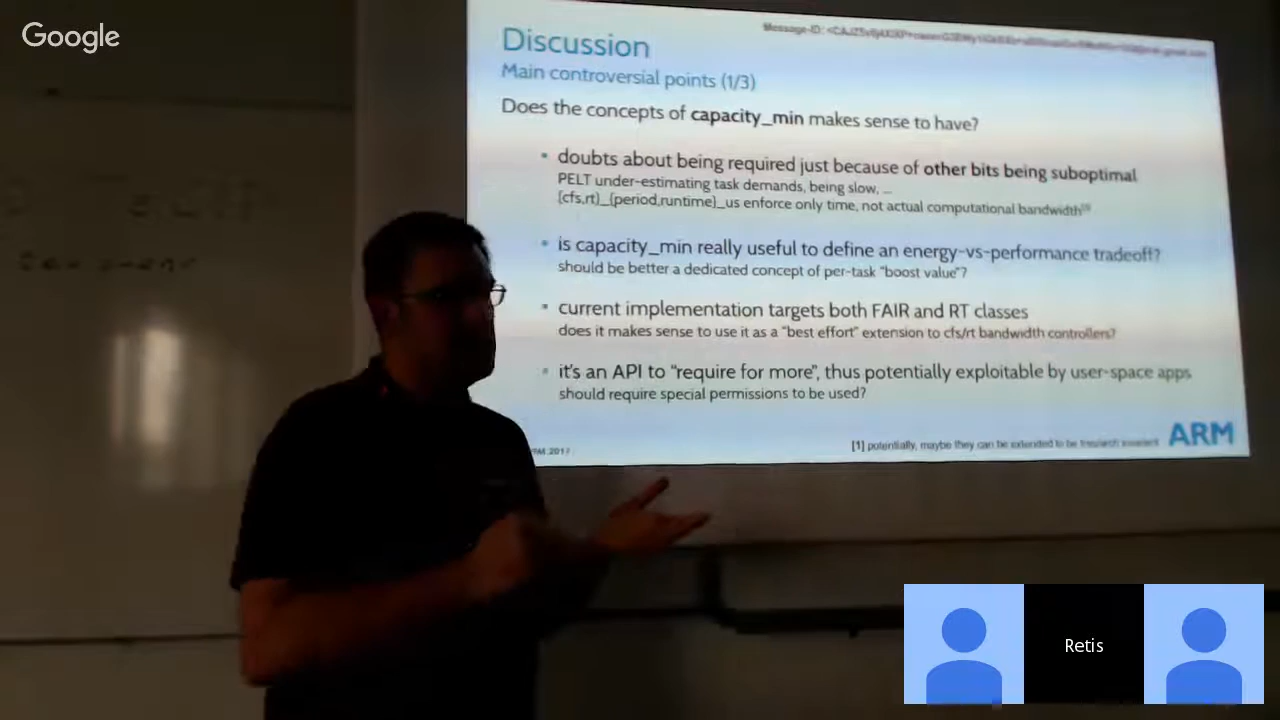 Google
Message-ID:
Discussion
Main controversial points (1/3)
Does the concepts of capacity_min makes sense to have?
• doubts about being required just because of other bits being suboptimal
PELT under-estimating task demands, being slow, ...
{cfs,rt}_{period,runtime}_us enforce only time, not actual computational bandwidth[1]
• is capacity_min really useful to define an energy-vs-performance tradeoff?
should be better a dedicated concept of per-task "boost value"?
• current implementation targets both FAIR and RT classes
does it makes sense to use it as a "best effort" extension to cfs/rt bandwidth controllers?
• it's an API to "require for more", thus potentially exploitable by user-space apps
should require special permissions to be used?
2017
[1] potentially, maybe they can be extended to be
ARM
Retis